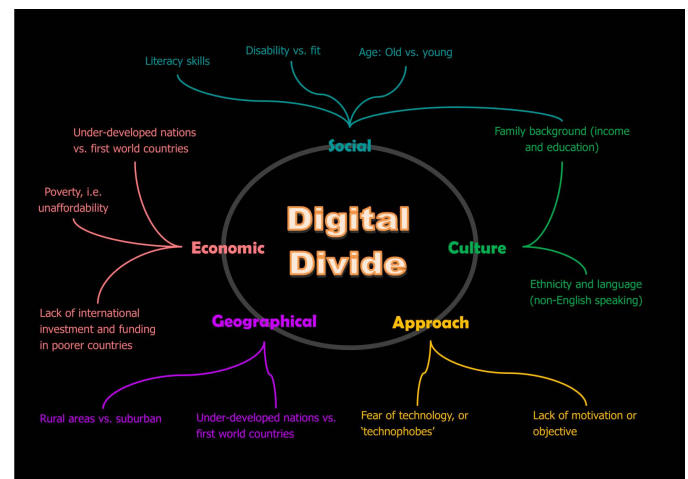 Disability vs. fit
Age: Old vs. young
Literacy skills
Under-developed nations
vs. first world countries
Social
Family background (income
and education)
Poverty, i.e.
unaffordability
Digital
Divide
Economic
Culture
Ethnicity and language
(non-English speaking)
Lack of international
investment and funding
in poorer countries
Geographical
Approach
Rural areas vs. suburban
Under-developed nations vs.
first world countries
Fear of technology, or
‘technophobes’
Lack of motivation or
objective